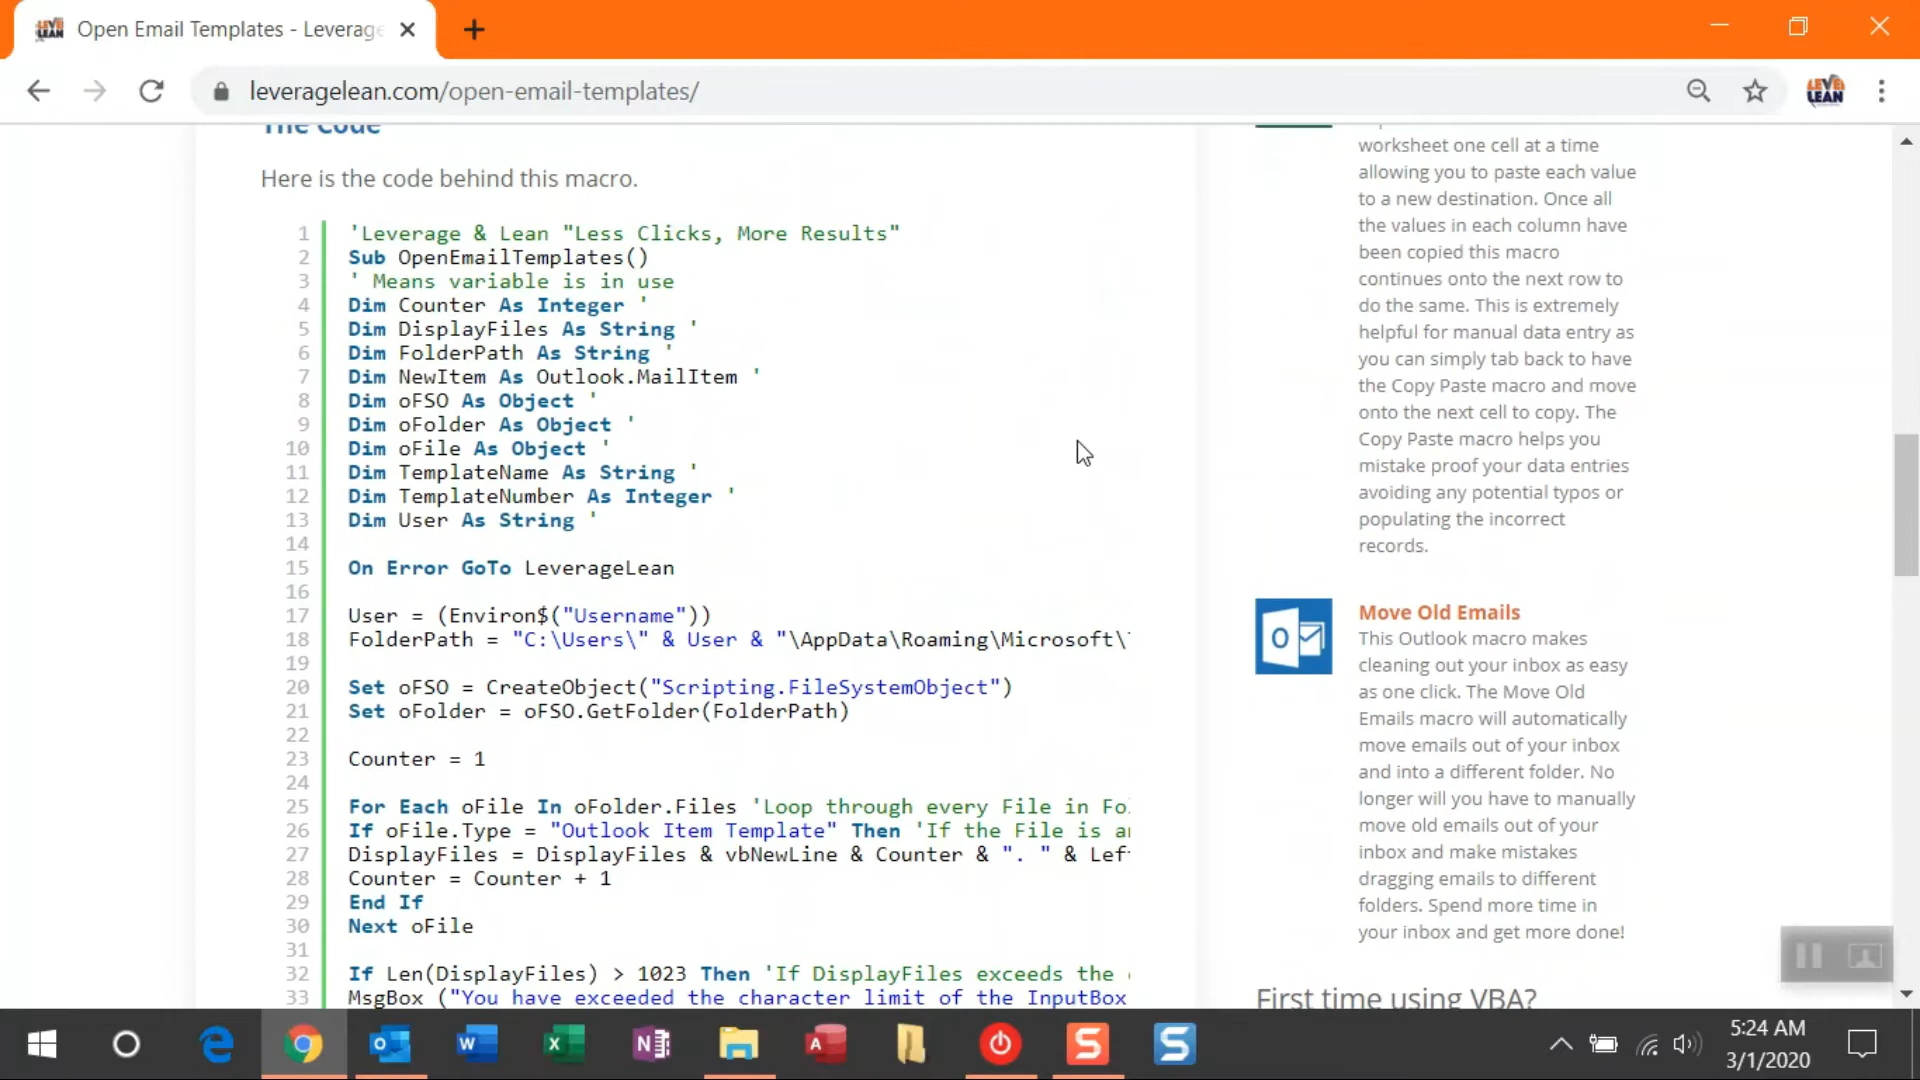 Open Email Templates - Leverage
leveragelean.com/open-email-templates/
The Code
Here is the code behind this macro.
1 'Leverage & Lean "Less Clicks, More Results"
2 Sub OpenEmailTemplates()
3 ' Means variable is in use
4 Dim Counter As Integer '
5 Dim DisplayFiles As String '
6 Dim FolderPath As String '
7 Dim NewItem As Outlook.MailItem '
8 Dim oFSO As Object '
9 Dim oFolder As Object '
10 Dim oFile As Object '
11 Dim TemplateName As String '
12 Dim TemplateNumber As Integer '
13 Dim User As String '
14
15 On Error GoTo LeverageLean
16
17 User = (Environ$("Username"))
18 FolderPath = "C:\Users\" & User & "\AppData\Roaming\Microsoft\
19
20 Set oFSO = CreateObject("Scripting.FileSystemObject")
21 Set oFolder = oFSO.GetFolder(FolderPath)
22
23 Counter = 1
24
25 For Each oFile In oFolder.Files 'Loop through every File in Fo
26 If oFile.Type = "Outlook Item Template" Then 'If the File is a
27 DisplayFiles = DisplayFiles & vbNewLine & Counter & ". " & Lef
28 Counter = Counter + 1
29 End If
30 Next oFile
31
32 If Len(DisplayFiles) > 1023 Then 'If DisplayFiles exceeds the
33 MsgBox ("You have exceeded the character limit of the InputBox
worksheet one cell at a time
allowing you to paste each value
to a new destination. Once all
the values in each column have
been copied this macro
continues onto the next row to
do the same. This is extremely
helpful for manual data entry as
you can simply tab back to have
the Copy Paste macro and move
onto the next cell to copy. The
Copy Paste macro helps you
mistake proof your data entries
avoiding any potential typos or
populating the incorrect
records.
Move Old Emails
This Outlook macro makes
cleaning out your inbox as easy
as one click. The Move Old
Emails macro will automatically
move emails out of your inbox
and into a different folder. No
longer will you have to manually
move old emails out of your
inbox and make mistakes
dragging emails to different
folders. Spend more time in
your inbox and get more done!
First time using VBA?
5:24 AM
3/1/2020